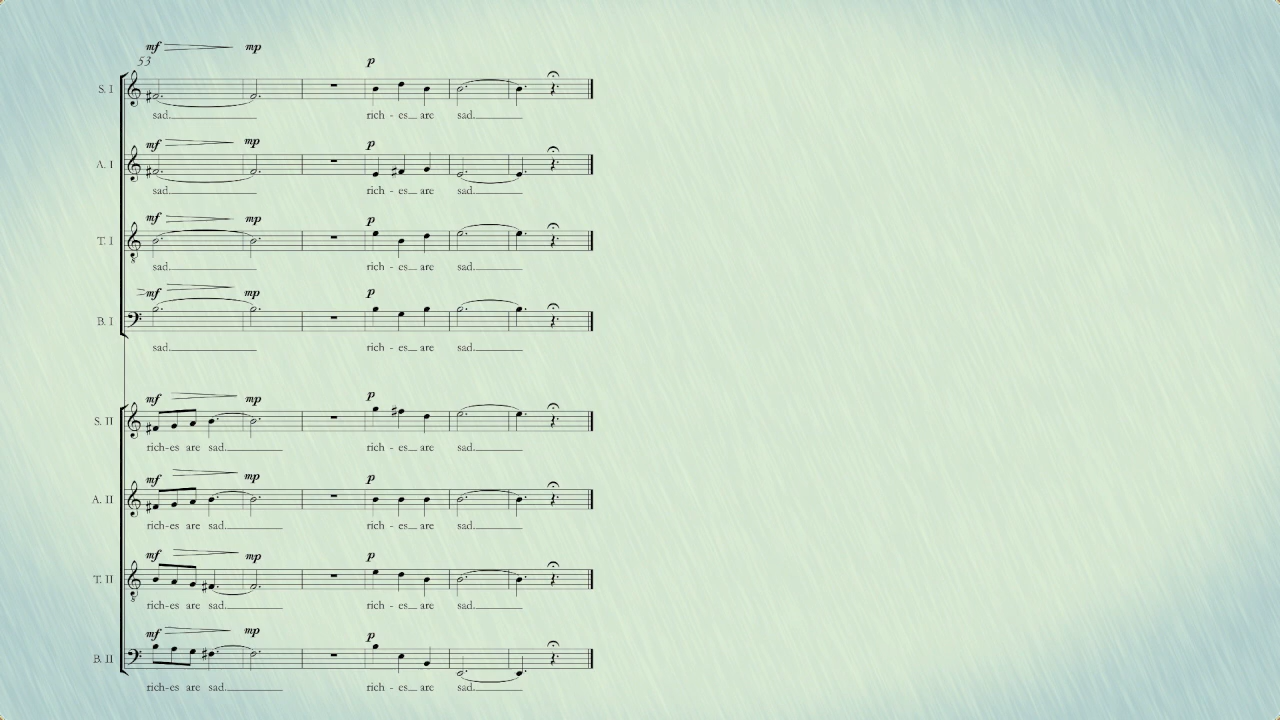 mf mp p
53
S. I
sad. rich - es are sad.
mf mp p
A. I
sad. rich - es are sad.
mf mp p
T. I
sad. rich - es are sad.
mf mp p
B. I
sad. rich - es are sad.
mf mp p
S. II
rich-es are sad. rich - es are sad.
mf mp p
A. II
rich-es are sad. rich - es are sad.
mf mp p
T. II
rich-es are sad. rich - es are sad.
mf mp p
B. II
rich-es are sad. rich - es are sad.